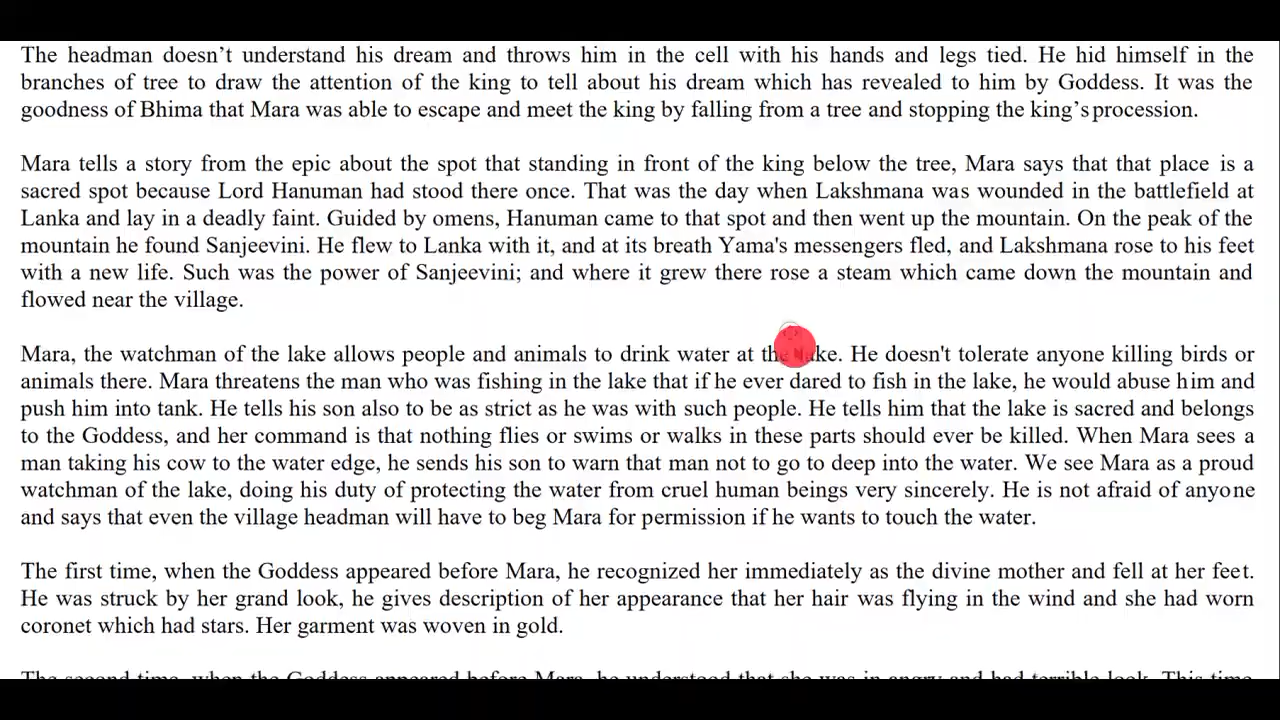 The headman doesn’t understand his dream and throws him in the cell with his hands and legs tied. He hid himself in the
branches of tree to draw the attention of the king to tell about his dream which has revealed to him by Goddess. It was the
goodness of Bhima that Mara was able to escape and meet the king by falling from a tree and stopping the king’s procession.
Mara tells a story from the epic about the spot that standing in front of the king below the tree, Mara says that that place is a
sacred spot because Lord Hanuman had stood there once. That was the day when Lakshmana was wounded in the battlefield at
Lanka and lay in a deadly faint. Guided by omens, Hanuman came to that spot and then went up the mountain. On the peak of the
mountain he found Sanjeevini. He flew to Lanka with it, and at its breath Yama's messengers fled, and Lakshmana rose to his feet
with a new life. Such was the power of Sanjeevini; and where it grew there rose a steam which came down the mountain and
flowed near the village.
Mara, the watchman of the lake allows people and animals to drink water at the lake. He doesn't tolerate anyone killing birds or
animals there. Mara threatens the man who was fishing in the lake that if he ever dared to fish in the lake, he would abuse him and
push him into tank. He tells his son also to be as strict as he was with such people. He tells him that the lake is sacred and belongs
to the Goddess, and her command is that nothing flies or swims or walks in these parts should ever be killed. When Mara sees a
man taking his cow to the water edge, he sends his son to warn that man not to go to deep into the water. We see Mara as a proud
watchman of the lake, doing his duty of protecting the water from cruel human beings very sincerely. He is not afraid of anyone
and says that even the village headman will have to beg Mara for permission if he wants to touch the water.
The first time, when the Goddess appeared before Mara, he recognized her immediately as the divine mother and fell at her feet.
He was struck by her grand look, he gives description of her appearance that her hair was flying in the wind and she had worn
coronet which had stars. Her garment was woven in gold.
The second time, when the Goddess appeared before Mara, he understood that she was in angry and had terrible look. This time